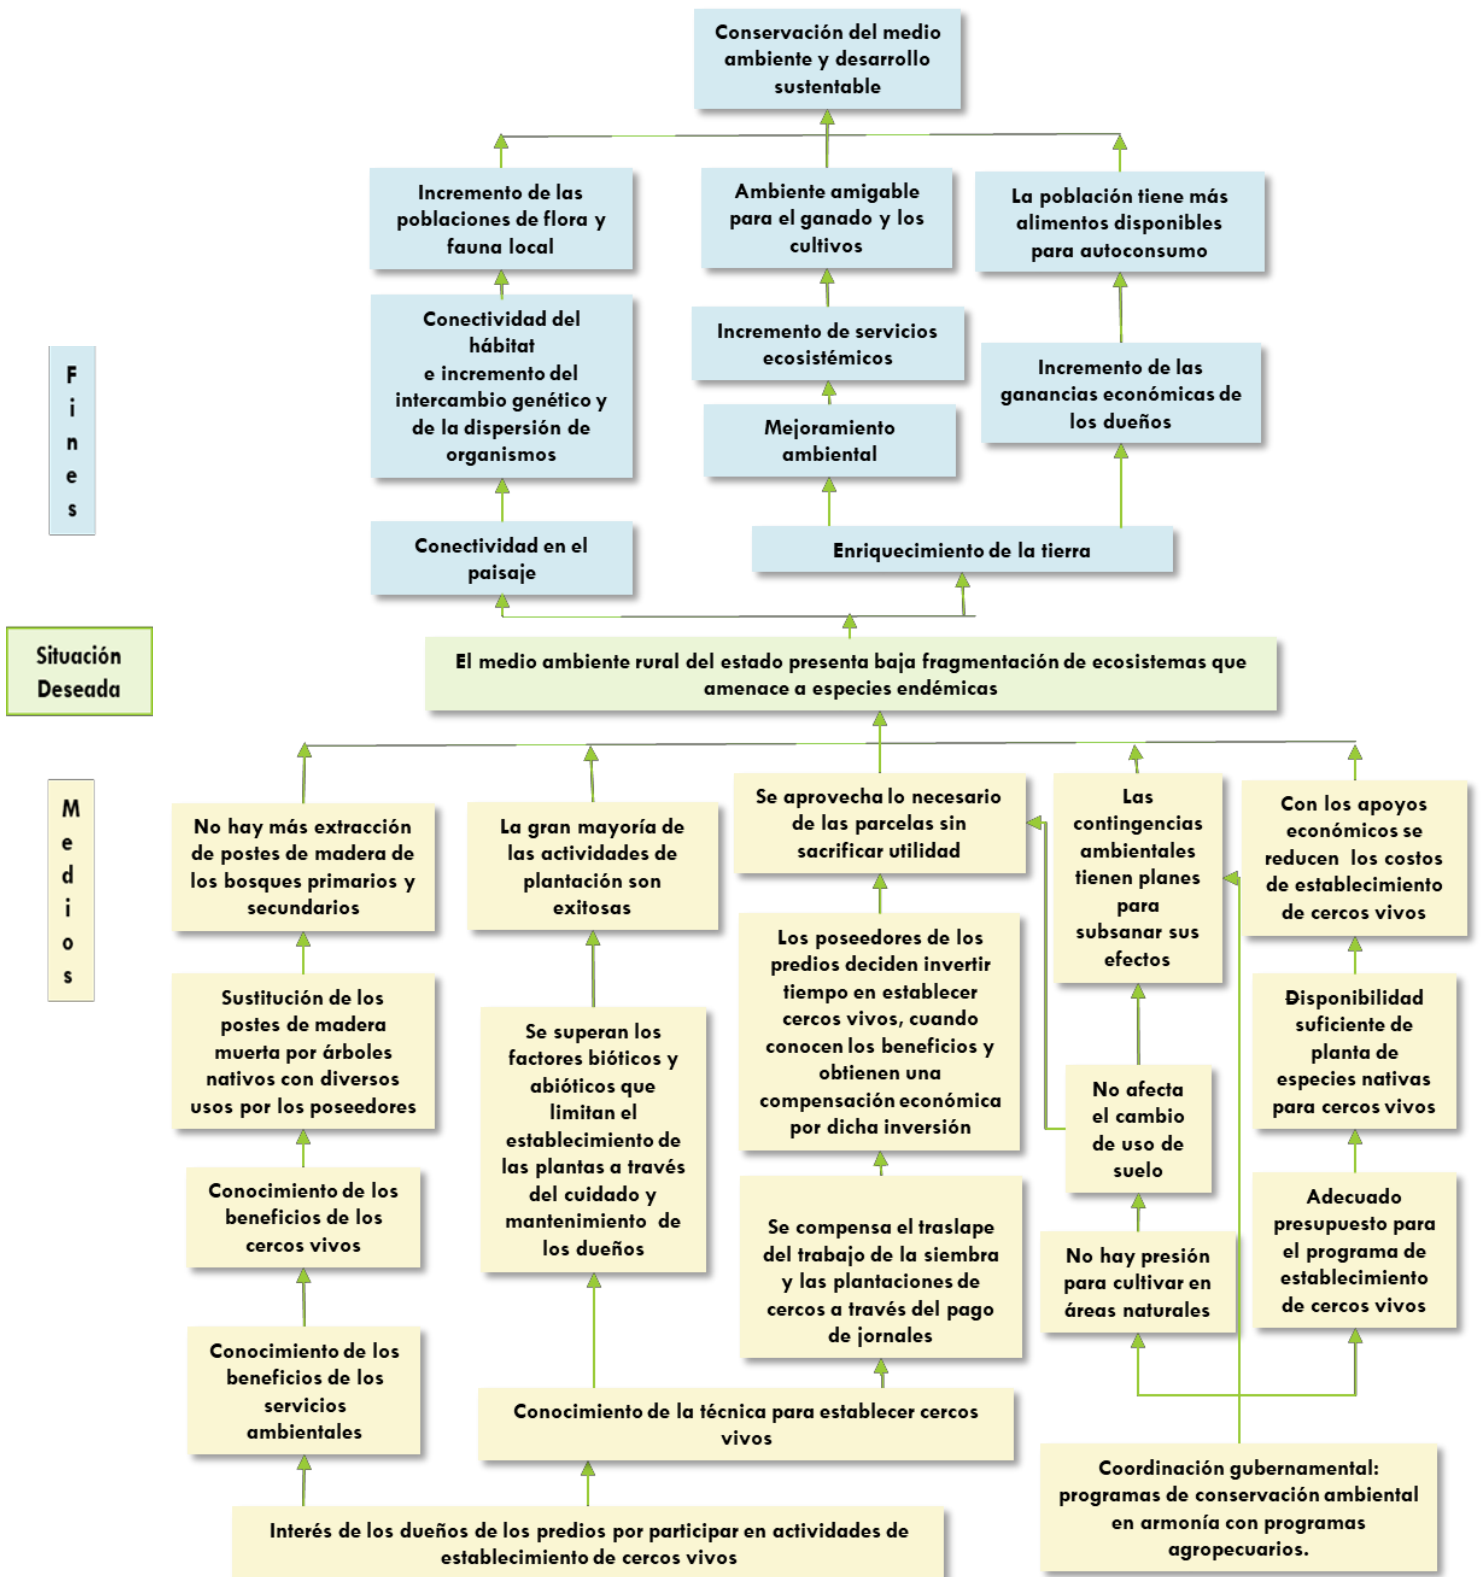 Conservación del medio
ambiente y desarrollo
sustentable
Incremento de las
poblaciones de flora y
fauna local
Ambiente amigable
para el ganado y los
cultivos
La población tiene más
alimentos disponibles
para autoconsumo
Conectividad del
hábitat
e incremento del
intercambio genético y
de la dispersión de
organismos
Incremento de servicios
ecosistémicos
Incremento de las
ganancias económicas de
los dueños
Mejoramiento
ambiental
F
i
n
e
s
Conectividad en el
paisaje
Enriquecimiento de la tierra
Situación
Deseada
El medio ambiente rural del estado presenta baja fragmentación de ecosistemas que
amenace a especies endémicas
M
e
d
i
o
s
No hay más extracción
de postes de madera de
los bosques primarios y
secundarios
La gran mayoría de
las actividades de
plantación son
exitosas
Se aprovecha lo necesario
de las parcelas sin
sacrificar utilidad
Las
contingencias
ambientales
tienen planes
para
subsanar sus
efectos
Con los apoyos
económicos se
reducen los costos
de establecimiento
de cercos vivos
Sustitución de los
postes de madera
muerta por árboles
nativos con diversos
usos por los poseedores
Se superan los
factores bióticos y
abióticos que
limitan el
establecimiento de
las plantas a través
del cuidado y
mantenimiento de
los dueños
Los poseedores de los
predios deciden invertir
tiempo en establecer
cercos vivos, cuando
conocen los beneficios y
obtienen una
compensación económica
por dicha inversión
No afecta
el cambio
de uso de
suelo
Disponibilidad
suficiente de
planta de
especies nativas
para cercos vivos
Conocimiento de los
beneficios de los
cercos vivos
Se compensa el traslape
del trabajo de la siembra
y las plantaciones de
cercos a través del pago
de jornales
No hay presión
para cultivar en
áreas naturales
Adecuado
presupuesto para
el programa de
establecimiento
de cercos vivos
Conocimiento de los
beneficios de los
servicios
ambientales
Conocimiento de la técnica para establecer cercos
vivos
Coordinación gubernamental:
programas de conservación ambiental
en armonía con programas
agropecuarios.
Interés de los dueños de los predios por participar en actividades de
establecimiento de cercos vivos